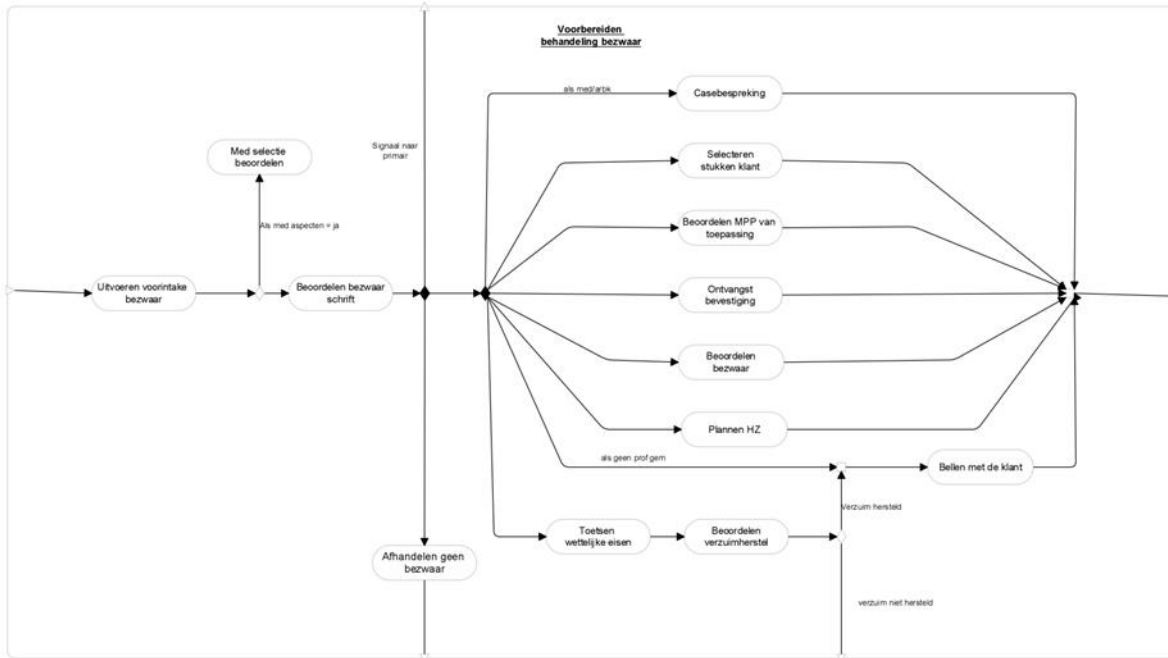 Voorbereiden
behandeling bezwaar
als med/arbk
Casebespreking
Med selectie
beoordelen
Signaal naar
primair
Selecteren
stukken klant
Als med aspecten = ja
Beoordelen MPP van
toepassing
Uitvoeren voorintake
bezwaar
Beoordelen bezwaar
schrift
Ontvangst
bevestiging
Beoordelen
bezwaar
Plannen HZ
als geen prof gem
Bellen met de klant
Verzuim hersteld
Toetsen
wettelijke eisen
Beoordelen
verzuimherstel
Afhandelen geen
bezwaar
verzuim niet hersteld